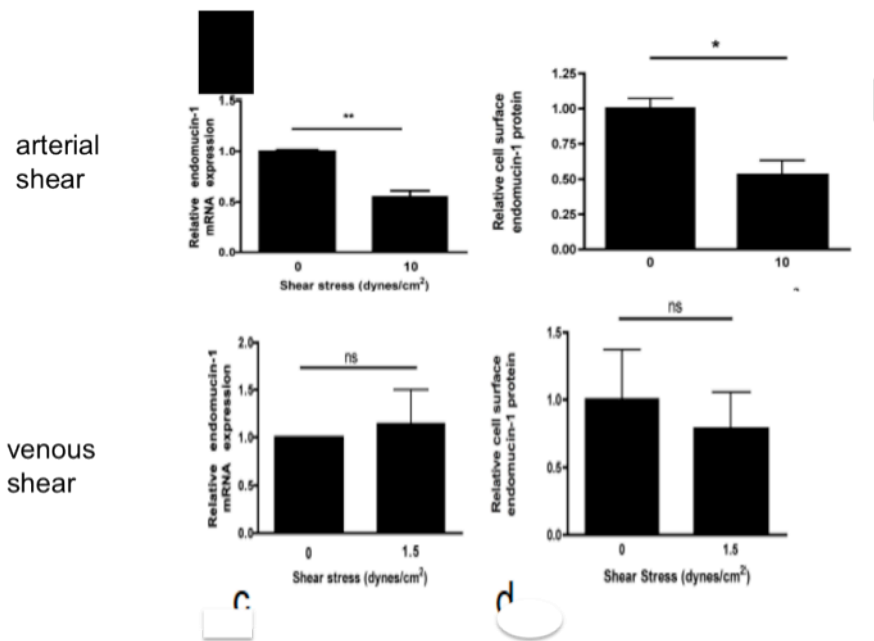 arterial
shear
Relative endomucin-1
mRNA expression
1.5
1.0
0.5
0.0
**
0
10
Shear stress (dynes/cm²)
Relative cell surface
endomucin-1 protein
1.25
1.00
0.75
0.50
0.25
0.00
*
0
10
venous
shear
Relative endomucin-1
mRNA expression
2.0
1.5
1.0
0.5
0.0
ns
0
1.5
Shear stress (dynes/cm²)
c
Relative cell surface
endomucin-1 protein
1.5
1.0
0.5
0.0
ns
0
1.5
Shear Stress (dynes/cm²)
d